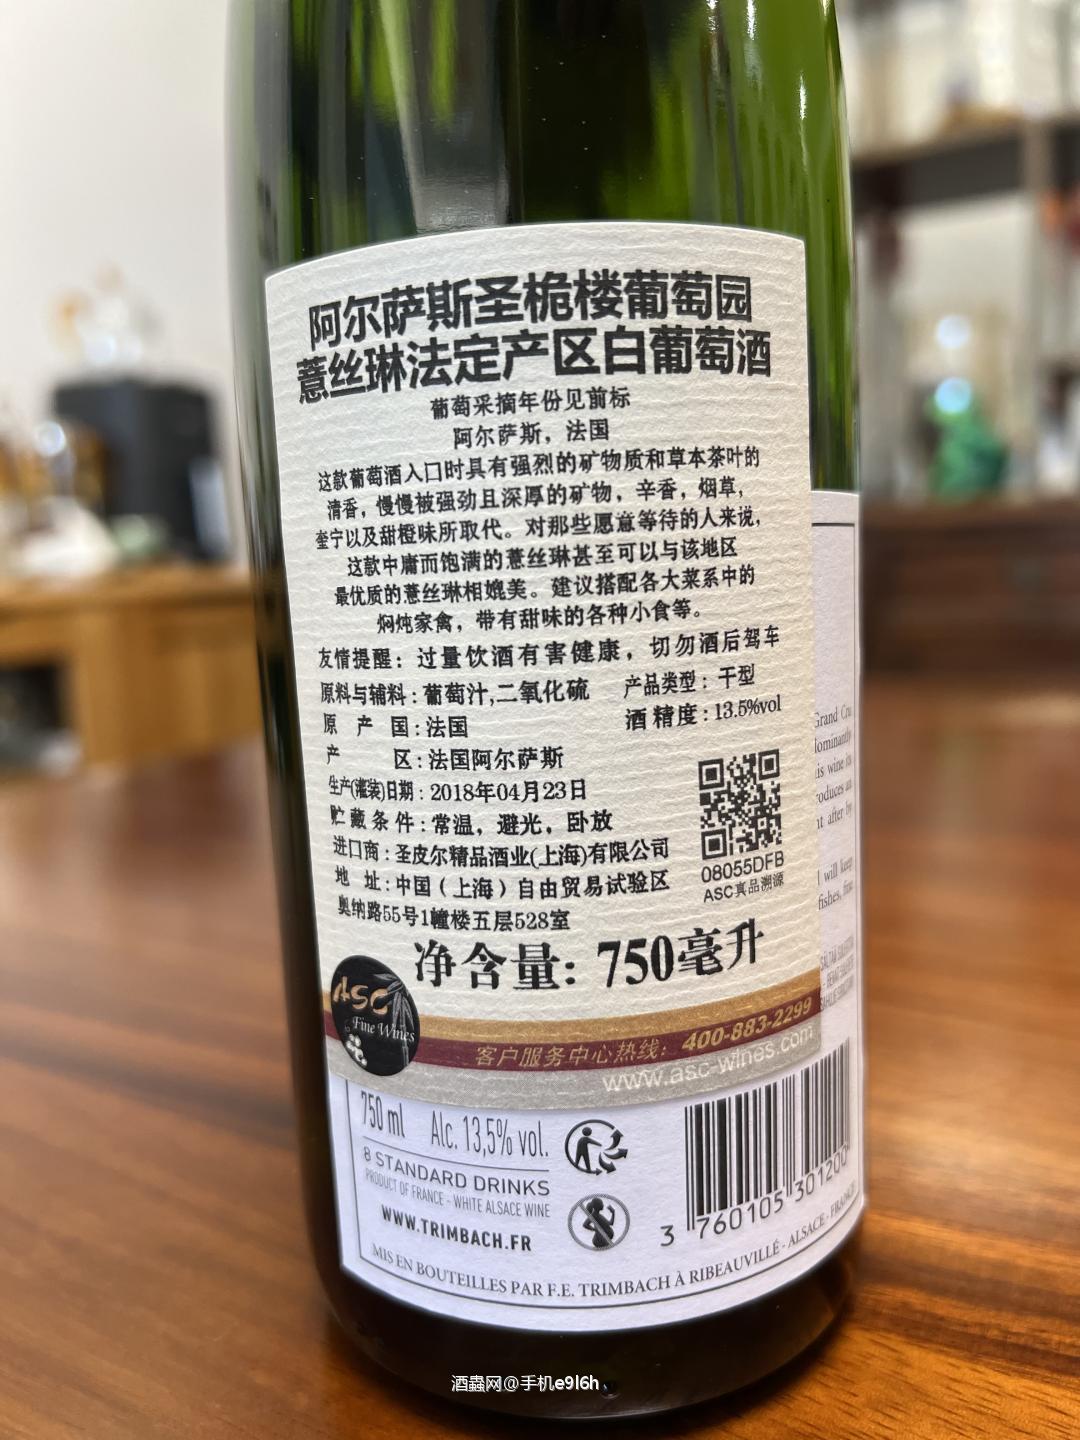 阿尔萨斯圣桅楼葡萄园
薏丝琳法定产区白葡萄酒
葡萄采摘年份见前标
阿尔萨斯，法国
这款葡萄酒入口时具有强烈的矿物质和草本茶叶的
清香，慢慢被强劲且深厚的矿物，辛香，烟草，
奎宁以及甜橙味所取代。对那些愿意等待的人来说，
这款中庸而饱满的薏丝琳甚至可以与该地区
最优质的薏丝琳相媲美。建议搭配各大菜系中的
焖炖家禽，带有甜味的各种小食等。
友情提醒：过量饮酒有害健康，切勿酒后驾车
原料与辅料：葡萄汁,二氧化硫 产品类型：干型
原产国：法国 酒精度：13.5%vol
产区：法国阿尔萨斯
生产(灌装)日期：2018年04月23日
贮藏条件：常温，避光，卧放
进口商：圣皮尔精品酒业(上海)有限公司
地址：中国（上海）自由贸易试验区
奥纳路55号1幢楼五层528室
08055DFB
ASC真品溯源
净含量：750毫升
ASC
Fine Wines
客户服务中心热线：400-883-2299
www.asc-wines.com
Grand Cru
750 ml Alc. 13,5% vol.
8 STANDARD DRINKS
PRODUCT OF FRANCE - WHITE ALSACE WINE
WWW.TRIMBACH.FR
3 760105 301200
MIS EN BOUTEILLES PAR F.E. TRIMBACH À RIBEAUVILLÉ - ALSACE - FRANCE
酒蟲网@手机e9l6h